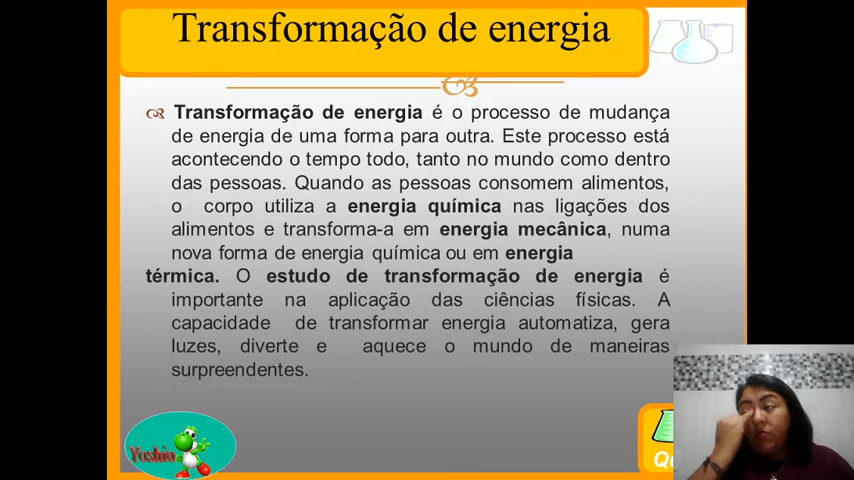 Transformação de energia
Transformação de energia é o processo de mudança
de energia de uma forma para outra. Este processo está
acontecendo o tempo todo, tanto no mundo como dentro
das pessoas. Quando as pessoas consomem alimentos,
o corpo utiliza a energia química nas ligações dos
alimentos e transforma-a em energia mecânica, numa
nova forma de energia química ou em energia
térmica. O estudo de transformação de energia é
importante na aplicação das ciências físicas. A
capacidade de transformar energia automatiza, gera
luzes, diverte e aquece o mundo de maneiras
surpreendentes.